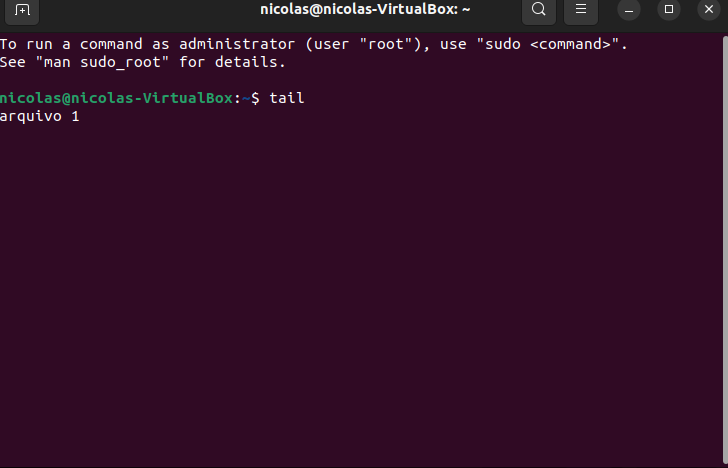 nicolas@nicolas-VirtualBox: ~
To run a command as administrator (user "root"), use "sudo <command>".
See "man sudo_root" for details.
nicolas@nicolas-VirtualBox:~$ tail
arquivo 1